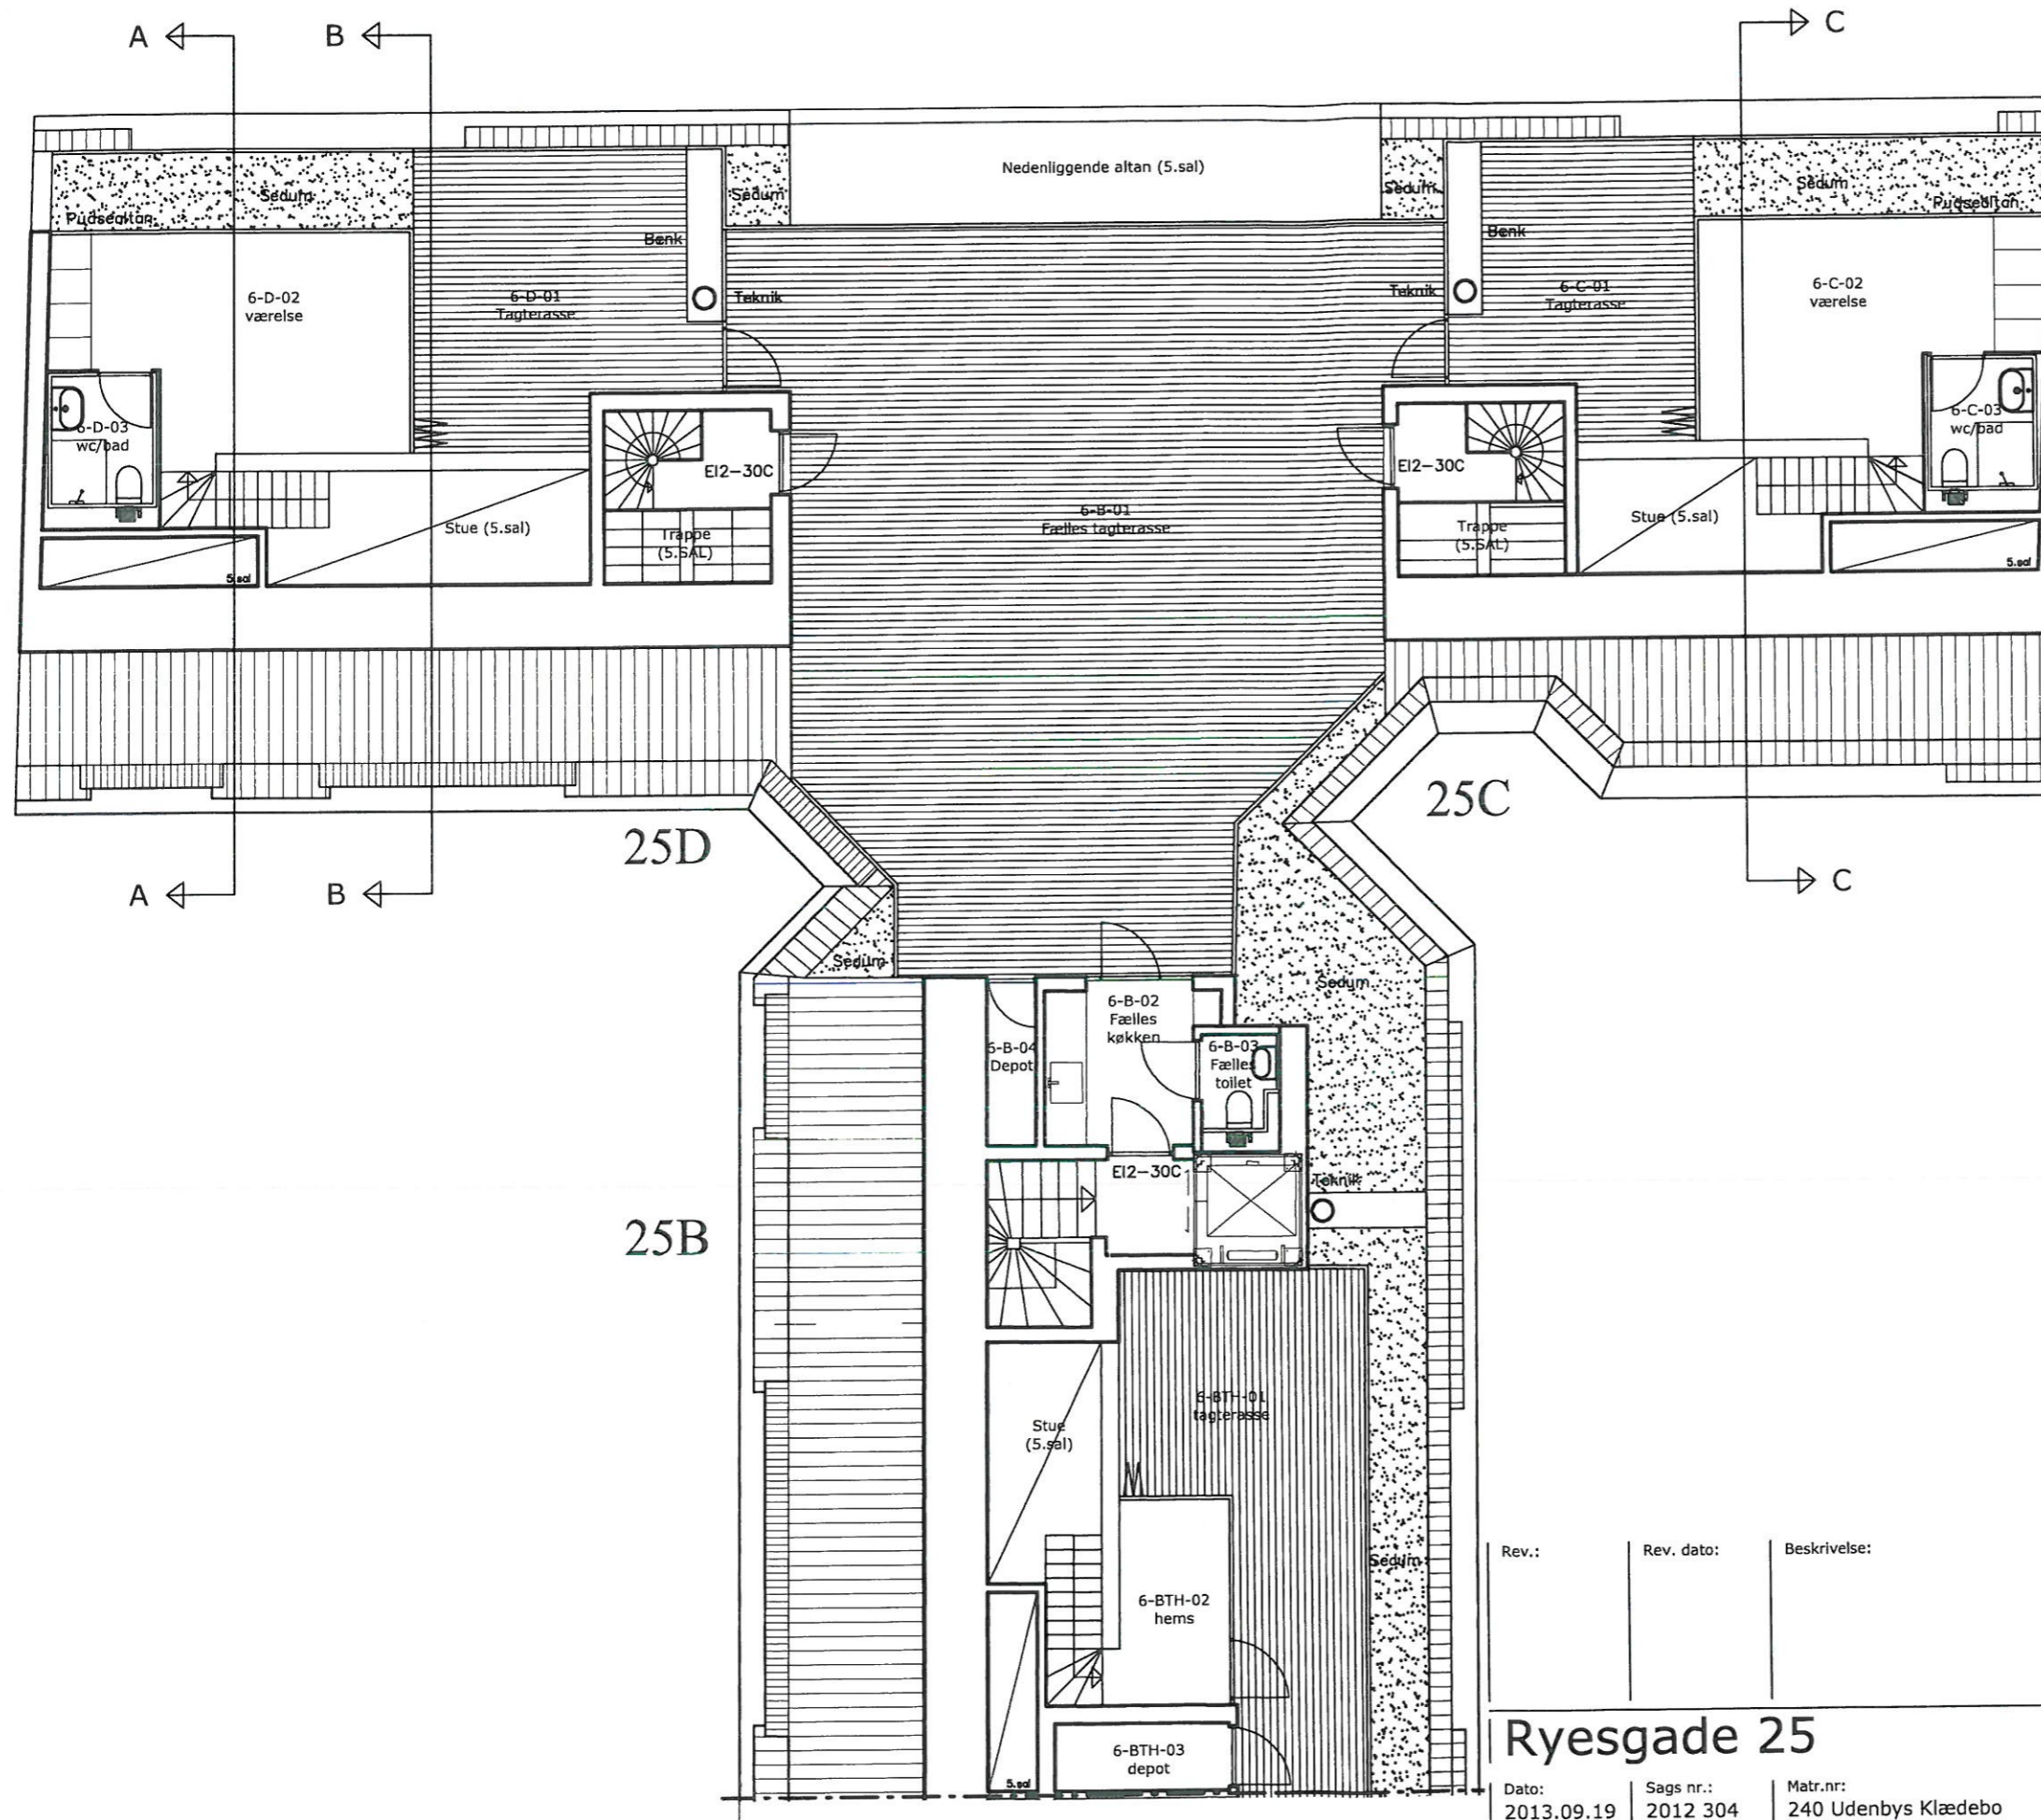 A
B
C
Nedenliggende altan (5.sal)
Sedum
Pudsealtan
Sedum
Sedum
Sedum
Pudsealtan
Bænk
Bænk
6-D-02
værelse
6-D-01
Tagterasse
Teknik
Teknik
6-C-01
Tagterasse
6-C-02
værelse
6-D-03
wc/bad
6-C-03
wc/bad
EI2-30C
EI2-30C
Stue (5.sal)
Trappe
(5.SAL)
6-B-01
Fælles tagterasse
Trappe
(5.SAL)
Stue (5.sal)
5.sal
5.sal
25D
25C
A
B
C
Sedum
Sedum
6-B-02
Fælles
køkken
6-B-04
Depot
6-B-03
Fælles
toilet
EI2-30C
Teknik
25B
6-BTH-01
tagterasse
Stue
(5.sal)
Sedum
6-BTH-02
hems
6-BTH-03
depot
5.sal
Rev.:
Rev. dato:
Beskrivelse:
Ryesgade 25
Dato:
2013.09.19
Sags nr.:
2012 304
Matr.nr:
240 Udenbys Klædebo